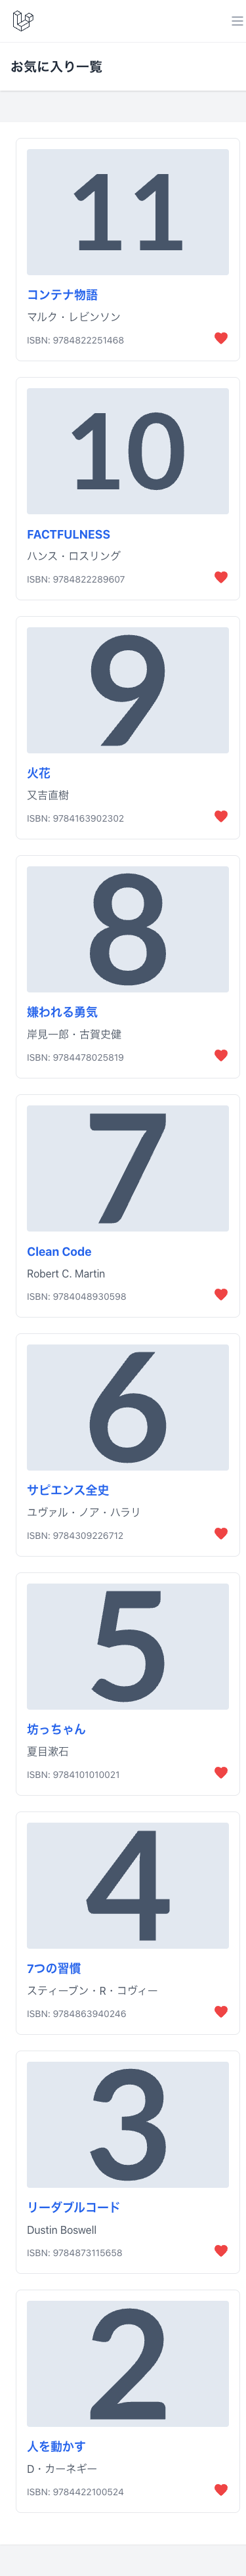 お気に入り一覧
11
コンテナ物語
マルク・レビンソン
ISBN: 9784822251468
10
FACTFULNESS
ハンス・ロスリング
ISBN: 9784822289607
9
火花
又吉直樹
ISBN: 9784163902302
8
嫌われる勇気
岸見一郎・古賀史健
ISBN: 9784478025819
7
Clean Code
Robert C. Martin
ISBN: 9784048930598
6
サピエンス全史
ユヴァル・ノア・ハラリ
ISBN: 9784309226712
5
坊っちゃん
夏目漱石
ISBN: 9784101010021
4
7つの習慣
スティーブン・R・コヴィー
ISBN: 9784863940246
3
リーダブルコード
Dustin Boswell
ISBN: 9784873115658
2
人を動かす
D・カーネギー
ISBN: 9784422100524